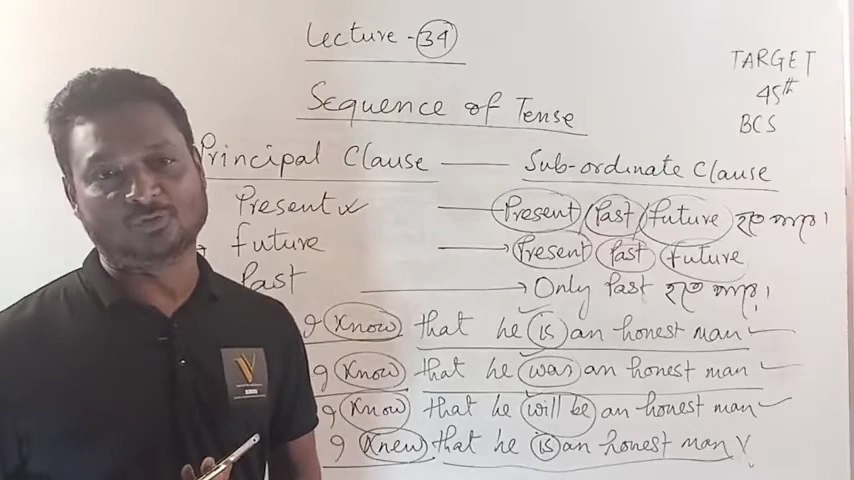 Lecture - 34
TARGET
45th
BCS
Sequence of Tense
Principal Clause — Sub-ordinate Clause
Present — Present / Past / future হতে পারে।
future → Present Past future
Past → Only Past হতে পারে।
I know that he is an honest man
I know that he was an honest man
I know that he will be an honest man
I knew that he is an honest man